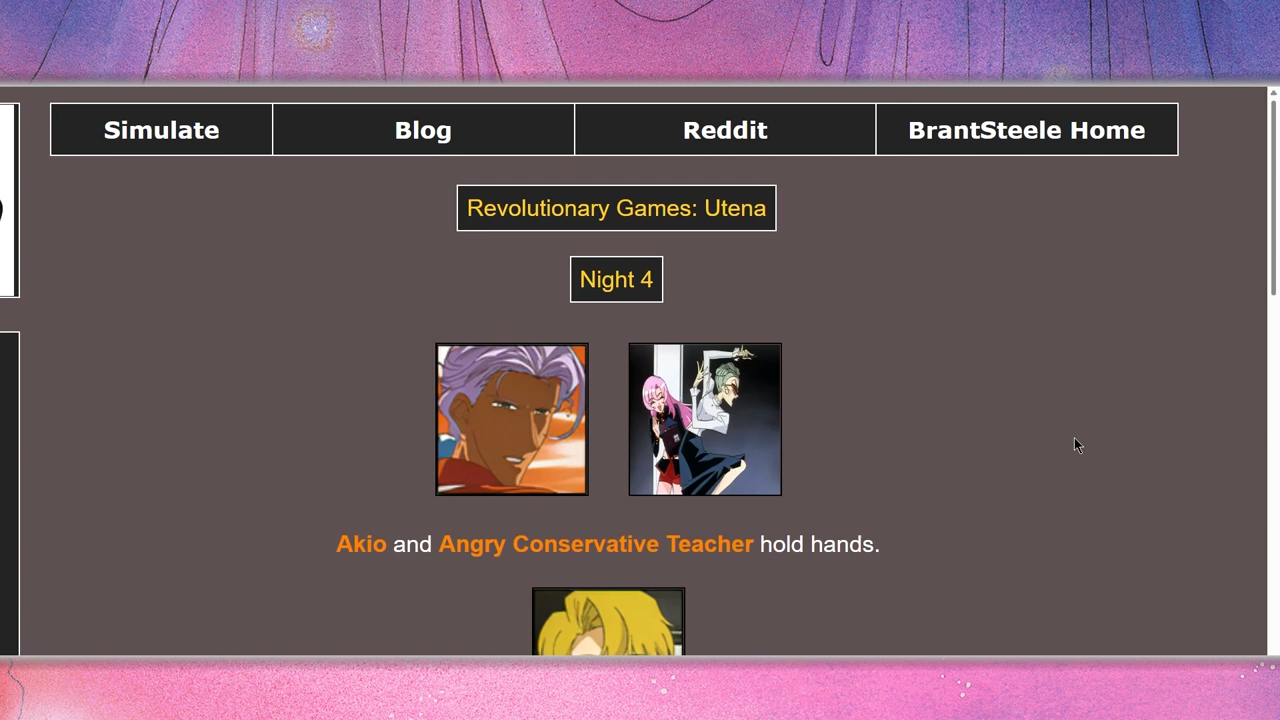 Simulate
Blog
Reddit
BrantSteele Home
Revolutionary Games: Utena
Night 4
Akio and Angry Conservative Teacher hold hands.